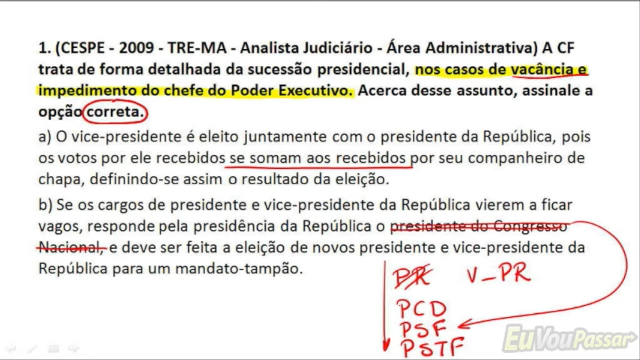 1. (CESPE - 2009 - TRE-MA - Analista Judiciário - Área Administrativa) A CF
trata de forma detalhada da sucessão presidencial, nos casos de vacância e
impedimento do chefe do Poder Executivo. Acerca desse assunto, assinale a
opção correta.
a) O vice-presidente é eleito juntamente com o presidente da República, pois
os votos por ele recebidos se somam aos recebidos por seu companheiro de
chapa, definindo-se assim o resultado da eleição.
b) Se os cargos de presidente e vice-presidente da República vierem a ficar
vagos, responde pela presidência da República o presidente do Congresso
Nacional, e deve ser feita a eleição de novos presidente e vice-presidente da
República para um mandato-tampão.
PR V_PR
PCD
PSF
PSTF
EuVouPassar